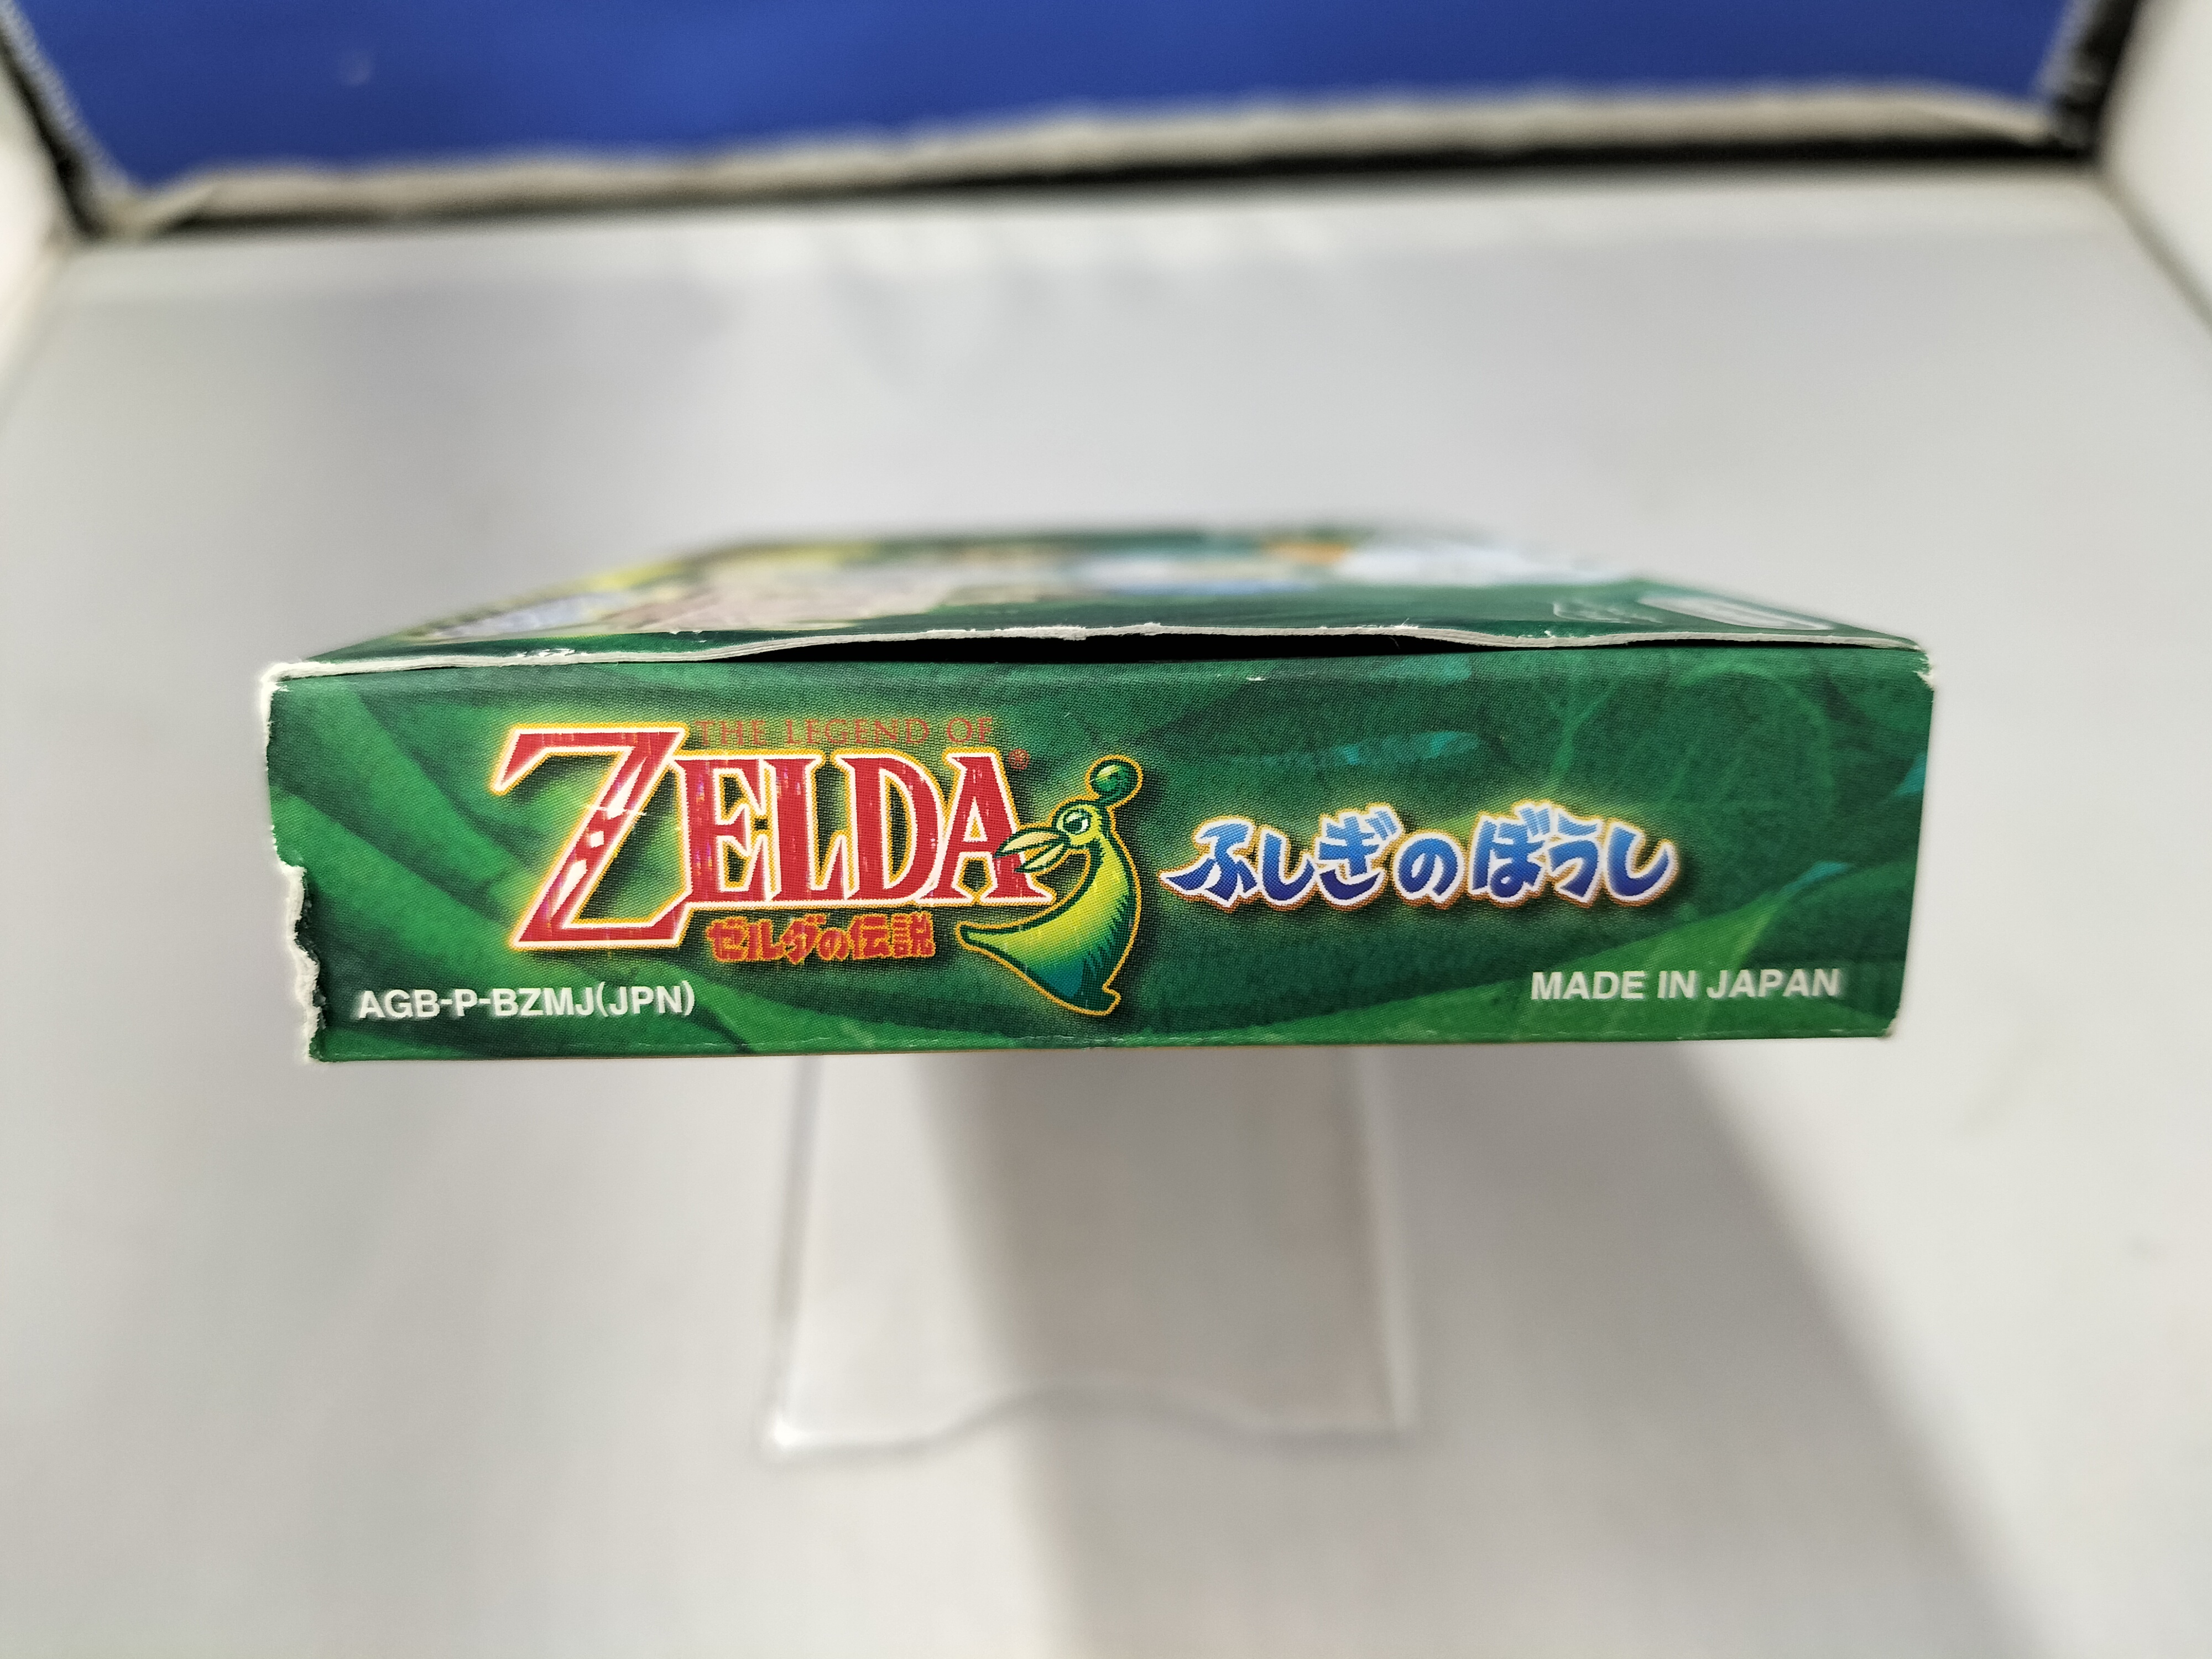 THE LEGEND OF
ZELDA®
ゼルダの伝説
ふしぎのぼうし
AGB-P-BZMJ(JPN)
MADE IN JAPAN